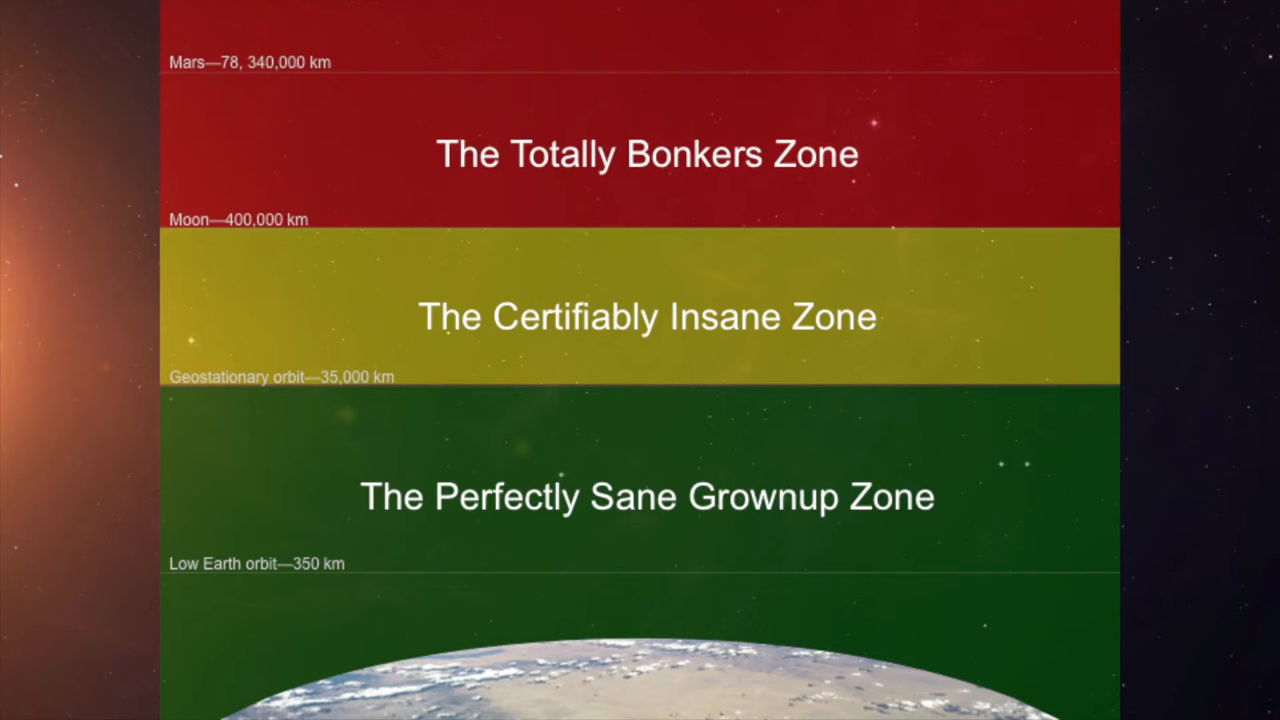 Mars—78, 340,000 km
The Totally Bonkers Zone
Moon—400,000 km
The Certifiably Insane Zone
Geostationary orbit—35,000 km
The Perfectly Sane Grownup Zone
Low Earth orbit—350 km